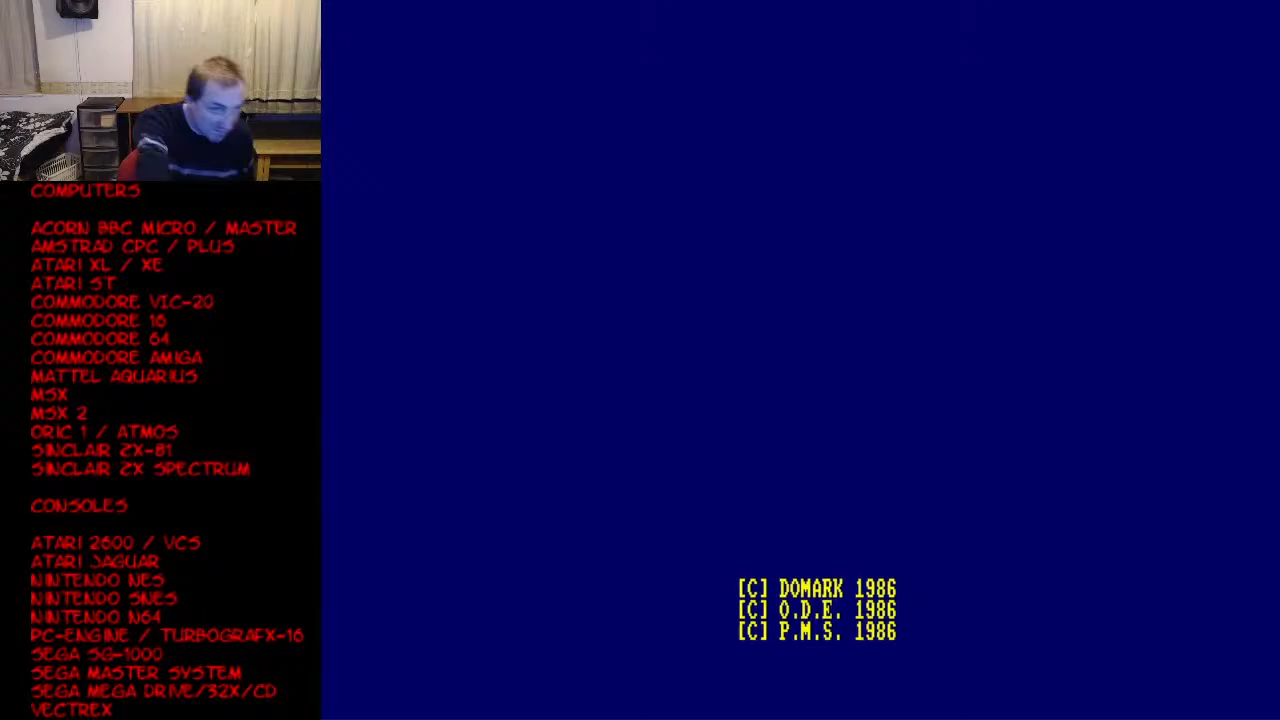 COMPUTERS
ACORN BBC MICRO / MASTER
AMSTRAD CPC / PLUS
ATARI XL / XE
ATARI ST
COMMODORE VIC-20
COMMODORE 16
COMMODORE 64
COMMODORE AMIGA
MATTEL AQUARIUS
MSX
MSX 2
ORIC 1 / ATMOS
SINCLAIR ZX-81
SINCLAIR ZX SPECTRUM
CONSOLES
ATARI 2600 / VCS
ATARI JAGUAR
NINTENDO NES
NINTENDO SNES
NINTENDO N64
PC-ENGINE / TURBOGRAFX-16
SEGA SG-1000
SEGA MASTER SYSTEM
SEGA MEGA DRIVE/32X/CD
VECTREX
[C] DOMARK 1986
[C] O.D.E. 1986
[C] P.M.S. 1986